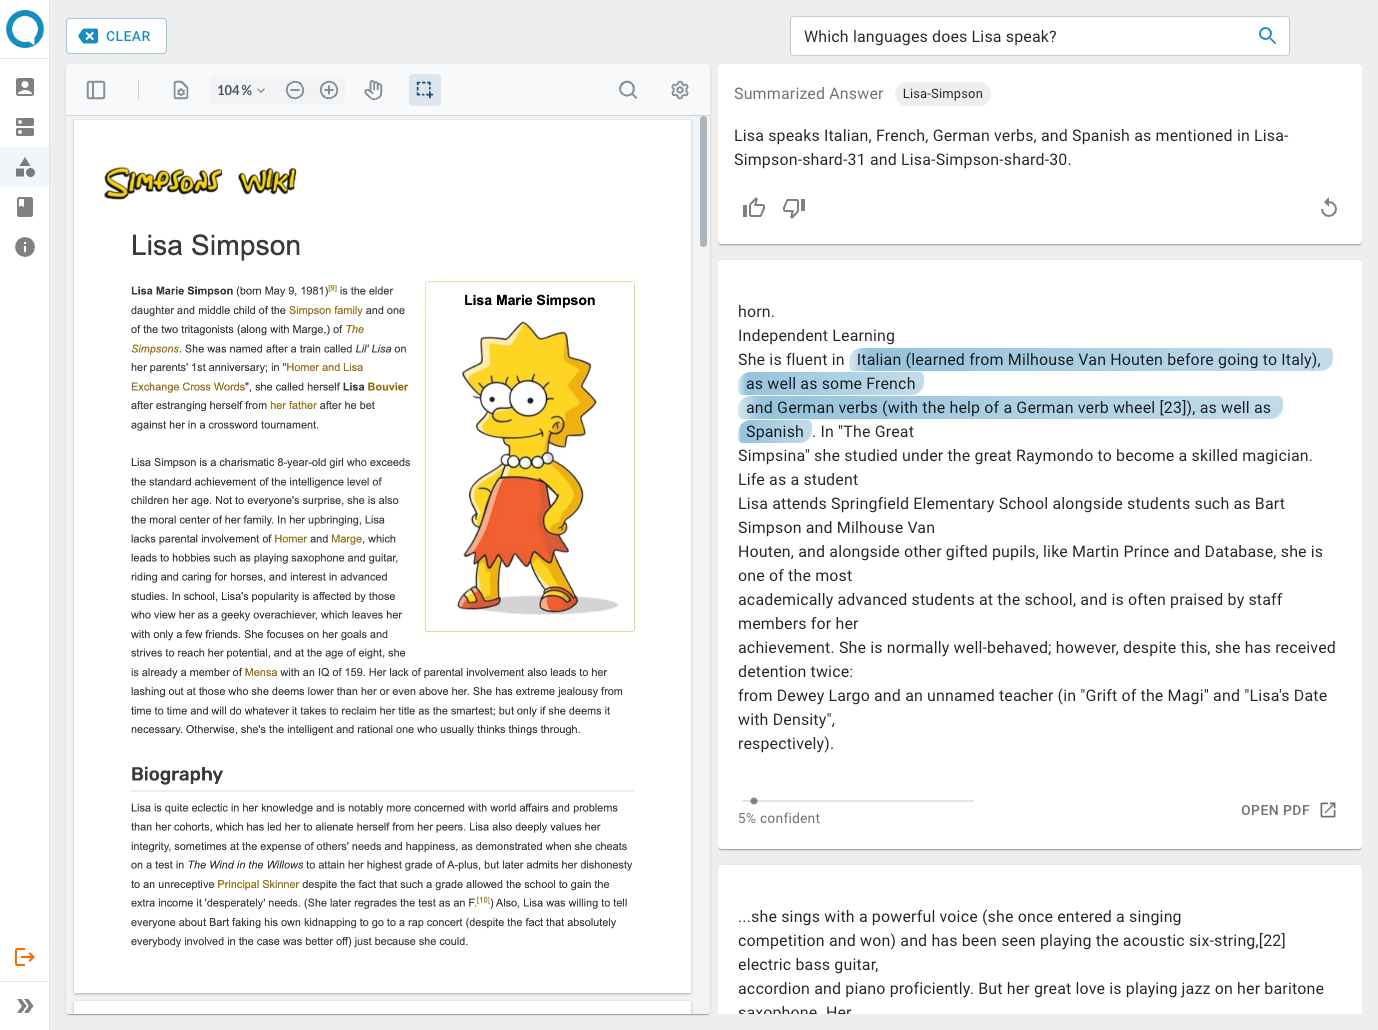 CLEAR
Which languages does Lisa speak?
104%
Simpsons Wiki
Lisa Simpson
Lisa Marie Simpson (born May 9, 1981)[9] is the elder
daughter and middle child of the Simpson family and one
of the two tritagonists (along with Marge,) of The
Simpsons. She was named after a train called Lil' Lisa on
her parents' 1st anniversary; in "Homer and Lisa
Exchange Cross Words", she called herself Lisa Bouvier
after estranging herself from her father after he bet
against her in a crossword tournament.
Lisa Marie Simpson
Lisa Simpson is a charismatic 8-year-old girl who exceeds
the standard achievement of the intelligence level of
children her age. Not to everyone's surprise, she is also
the moral center of her family. In her upbringing, Lisa
lacks parental involvement of Homer and Marge, which
leads to hobbies such as playing saxophone and guitar,
riding and caring for horses, and interest in advanced
studies. In school, Lisa's popularity is affected by those
who view her as a geeky overachiever, which leaves her
with only a few friends. She focuses on her goals and
strives to reach her potential, and at the age of eight, she
is already a member of Mensa with an IQ of 159. Her lack of parental involvement also leads to her
lashing out at those who she deems lower than her or even above her. She has extreme jealousy from
time to time and will do whatever it takes to reclaim her title as the smartest; but only if she deems it
necessary. Otherwise, she's the intelligent and rational one who usually thinks things through.
Biography
Lisa is quite eclectic in her knowledge and is notably more concerned with world affairs and problems
than her cohorts, which has led her to alienate herself from her peers. Lisa also deeply values her
integrity, sometimes at the expense of others' needs and happiness, as demonstrated when she cheats
on a test in The Wind in the Willows to attain her highest grade of A-plus, but later admits her dishonesty
to an unreceptive Principal Skinner despite the fact that such a grade allowed the school to gain the
extra income it 'desperately' needs. (She later regrades the test as an F.[10]) Also, Lisa was willing to tell
everyone about Bart faking his own kidnapping to go to a rap concert (despite the fact that absolutely
everybody involved in the case was better off) just because she could.
Summarized Answer
Lisa-Simpson
Lisa speaks Italian, French, German verbs, and Spanish as mentioned in Lisa-
Simpson-shard-31 and Lisa-Simpson-shard-30.
horn.
Independent Learning
She is fluent in Italian (learned from Milhouse Van Houten before going to Italy),
as well as some French
and German verbs (with the help of a German verb wheel [23]), as well as
Spanish. In "The Great
Simpsina" she studied under the great Raymondo to become a skilled magician.
Life as a student
Lisa attends Springfield Elementary School alongside students such as Bart
Simpson and Milhouse Van
Houten, and alongside other gifted pupils, like Martin Prince and Database, she is
one of the most
academically advanced students at the school, and is often praised by staff
members for her
achievement. She is normally well-behaved; however, despite this, she has received
detention twice:
from Dewey Largo and an unnamed teacher (in "Grift of the Magi" and "Lisa's Date
with Density",
respectively).
5% confident
OPEN PDF
...she sings with a powerful voice (she once entered a singing
competition and won) and has been seen playing the acoustic six-string,[22]
electric bass guitar,
accordion and piano proficiently. But her great love is playing jazz on her baritone
saxophone. Her